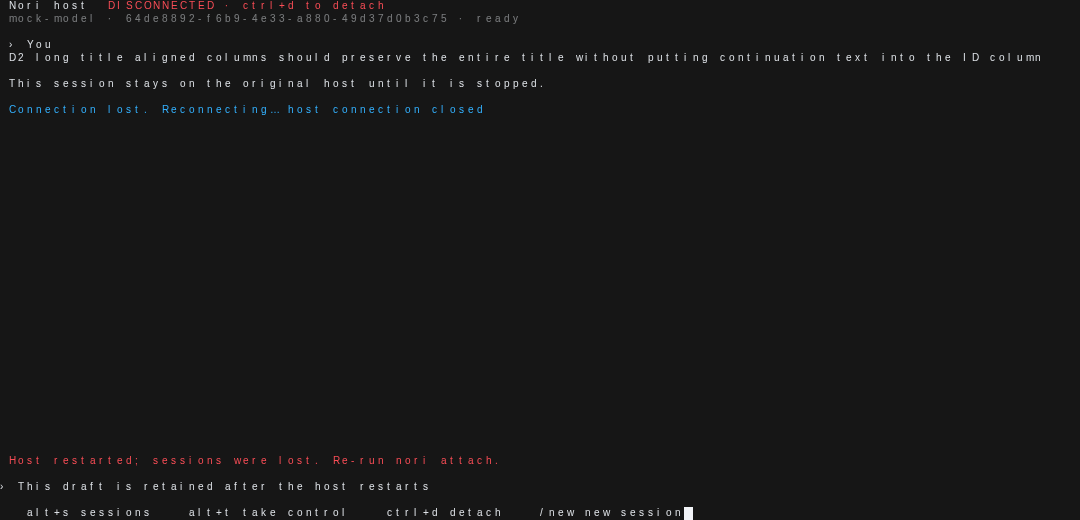 Nori host DISCONNECTED · ctrl+d to detach
mock-model · 64de8892-f6b9-4e33-a880-49d37d0b3c75 · ready
› You
D2 long title aligned columns should preserve the entire title without putting continuation text into the ID column
This session stays on the original host until it is stopped.
Connection lost. Reconnecting… host connection closed
Host restarted; sessions were lost. Re-run nori attach.
› This draft is retained after the host restarts
alt+s sessions alt+t take control ctrl+d detach /new new session